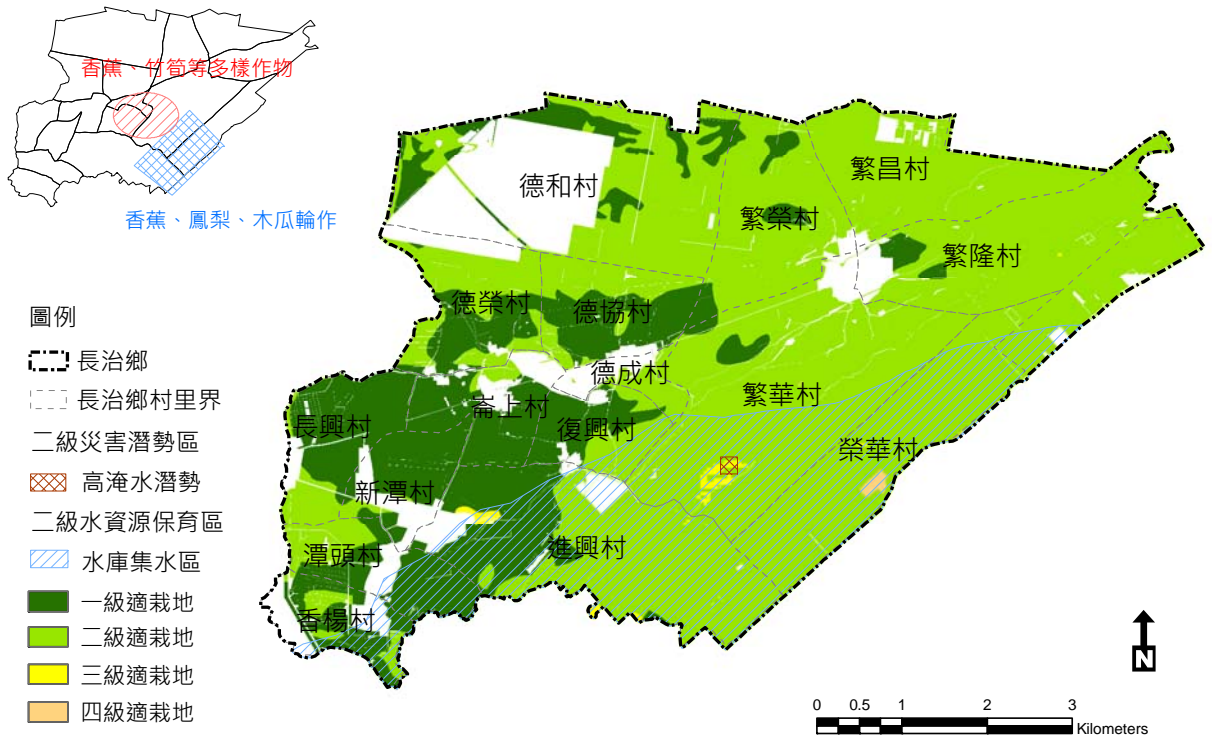 香蕉、竹筍等多樣作物
香蕉、鳳梨、木瓜輪作
德和村
繁昌村
繁榮村
繁隆村
德榮村
德協村
德成村
繁華村
崙上村
長興村
復興村
榮華村
新潭村
潭頭村
進興村
香楊村
圖例
長治鄉
長治鄉村里界
二級災害潛勢區
高淹水潛勢
二級水資源保育區
水庫集水區
一級適栽地
二級適栽地
三級適栽地
四級適栽地
N
0 0.5 1 2 3
Kilometers